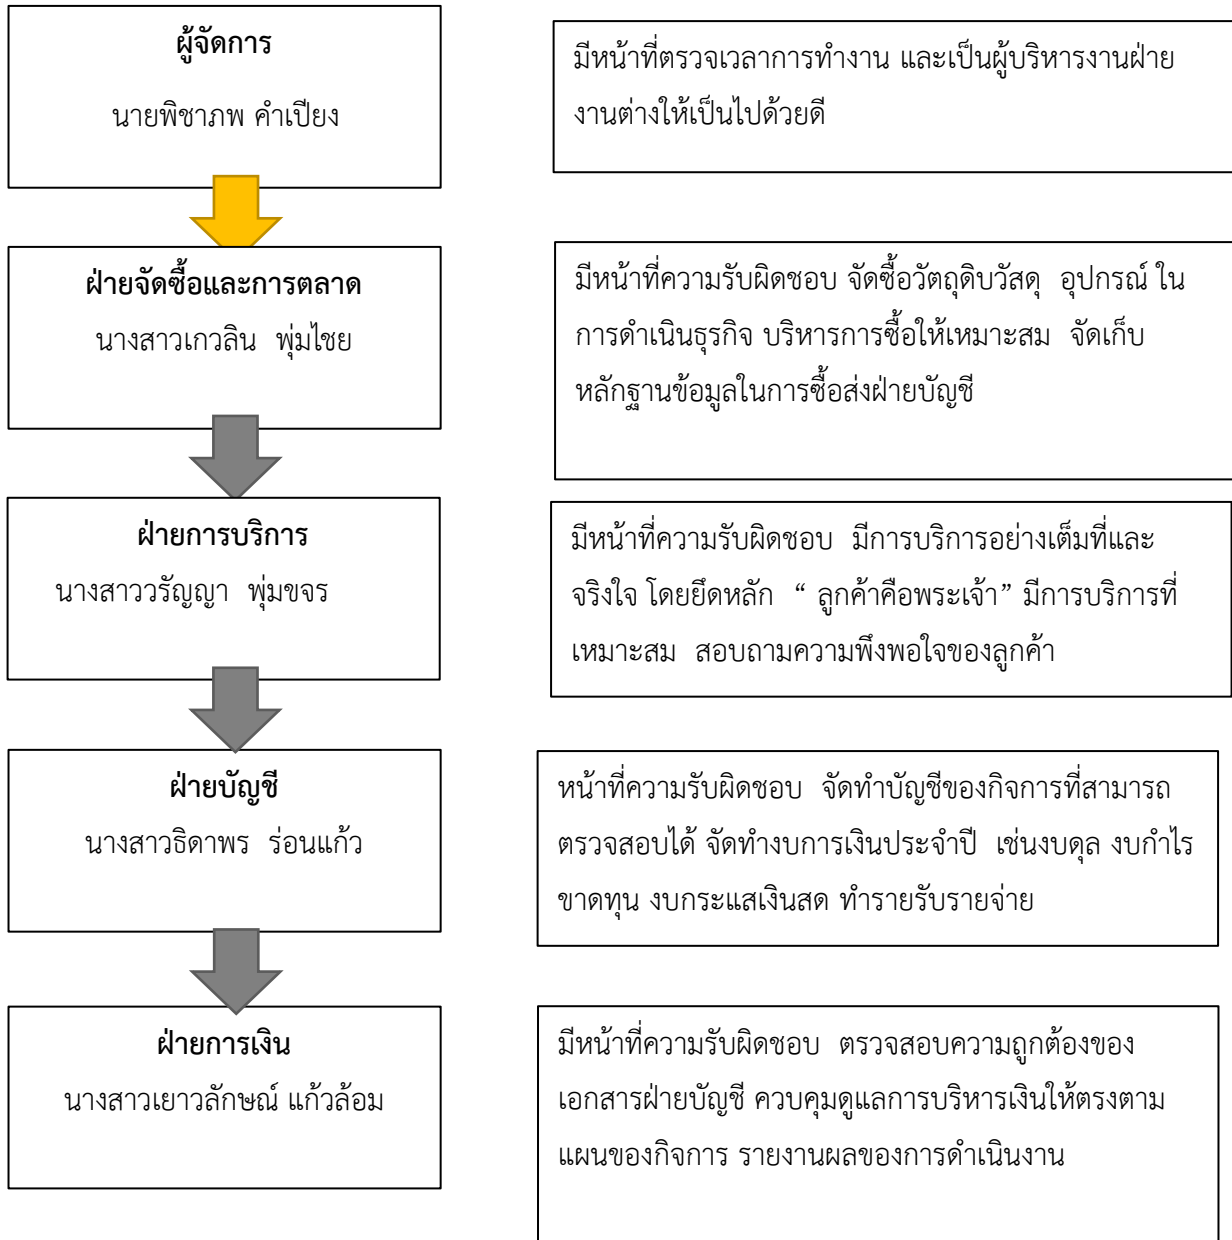 ผู้จัดการ
นายพิชาภพ คำเปียง
มีหน้าที่ตรวจเวลาการทำงาน และเป็นผู้บริหารงานฝ่าย
งานต่างให้เป็นไปด้วยดี
ฝ่ายจัดซื้อและการตลาด
นางสาวเกวลิน พุ่มไชย
มีหน้าที่ความรับผิดชอบ จัดซื้อวัตถุดิบวัสดุ อุปกรณ์ ใน
การดำเนินธุรกิจ บริหารการซื้อให้เหมาะสม จัดเก็บ
หลักฐานข้อมูลในการซื้อส่งฝ่ายบัญชี
ฝ่ายการบริการ
นางสาววรัญญา พุ่มขจร
มีหน้าที่ความรับผิดชอบ มีการบริการอย่างเต็มที่และ
จริงใจ โดยยึดหลัก “ ลูกค้าคือพระเจ้า” มีการบริการที่
เหมาะสม สอบถามความพึงพอใจของลูกค้า
ฝ่ายบัญชี
นางสาวธิดาพร ร่อนแก้ว
หน้าที่ความรับผิดชอบ จัดทำบัญชีของกิจการที่สามารถ
ตรวจสอบได้ จัดทำงบการเงินประจำปี เช่นงบดุล งบกำไร
ขาดทุน งบกระแสเงินสด ทำรายรับรายจ่าย
ฝ่ายการเงิน
นางสาวเยาวลักษณ์ แก้วล้อม
มีหน้าที่ความรับผิดชอบ ตรวจสอบความถูกต้องของ
เอกสารฝ่ายบัญชี ควบคุมดูแลการบริหารเงินให้ตรงตาม
แผนของกิจการ รายงานผลของการดำเนินงาน